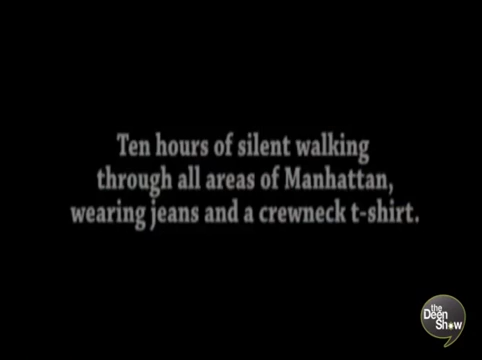 Ten hours of silent walking
through all areas of Manhattan,
wearing jeans and a crewneck t-shirt.
the
Deen
Show